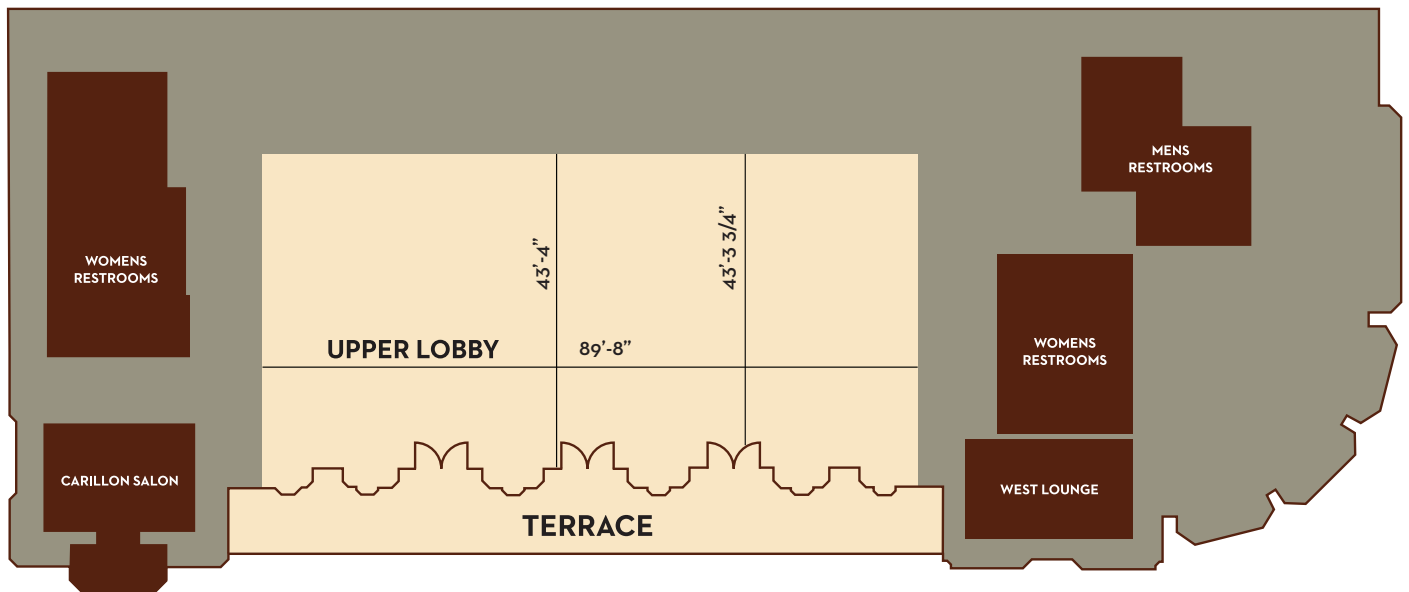 MENS
RESTROOMS
WOMENS
RESTROOMS
43’-4”
43’-3 3/4”
UPPER LOBBY
89’-8”
WOMENS
RESTROOMS
CARILLON SALON
WEST LOUNGE
TERRACE